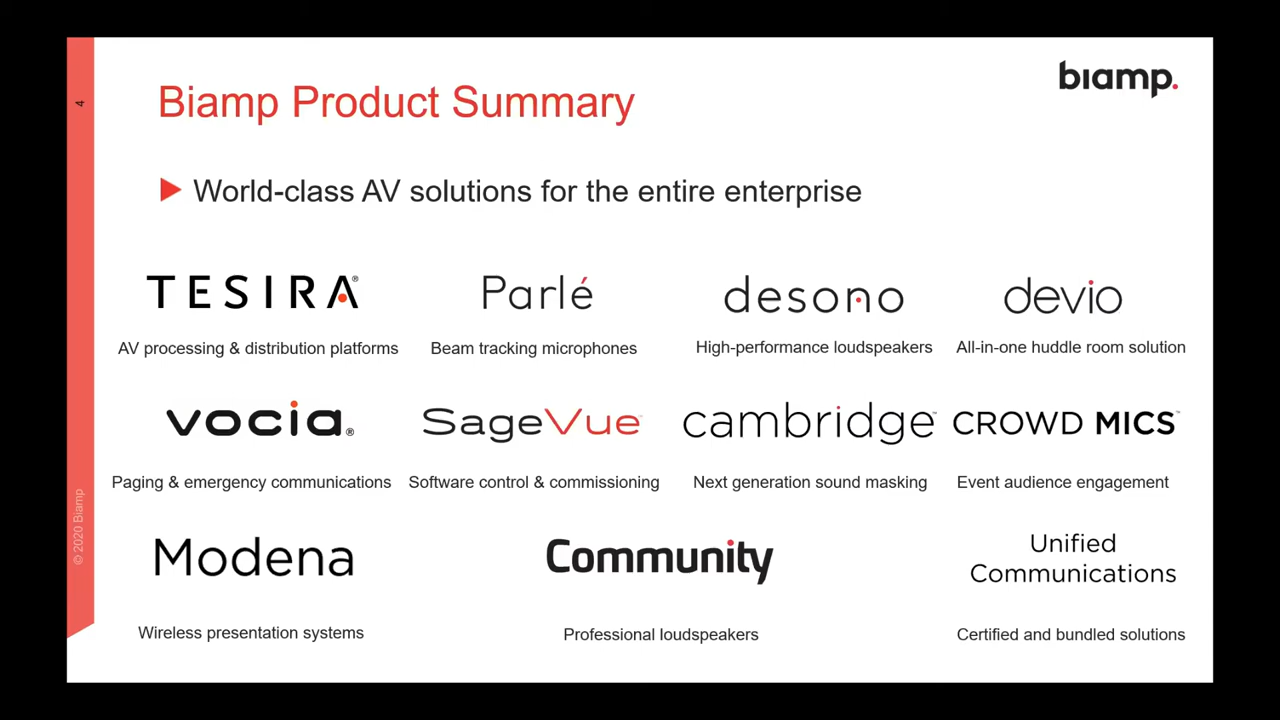 4
biamp.
Biamp Product Summary
World-class AV solutions for the entire enterprise
TESIRA®
Parlé
desono
devio
AV processing & distribution platforms
Beam tracking microphones
High-performance loudspeakers
All-in-one huddle room solution
vocia®
SageVue™
cambridge™
CROWD MICS™
Paging & emergency communications
Software control & commissioning
Next generation sound masking
Event audience engagement
Modena
Community
Unified
Communications
Wireless presentation systems
Professional loudspeakers
Certified and bundled solutions
© 2020 Biamp